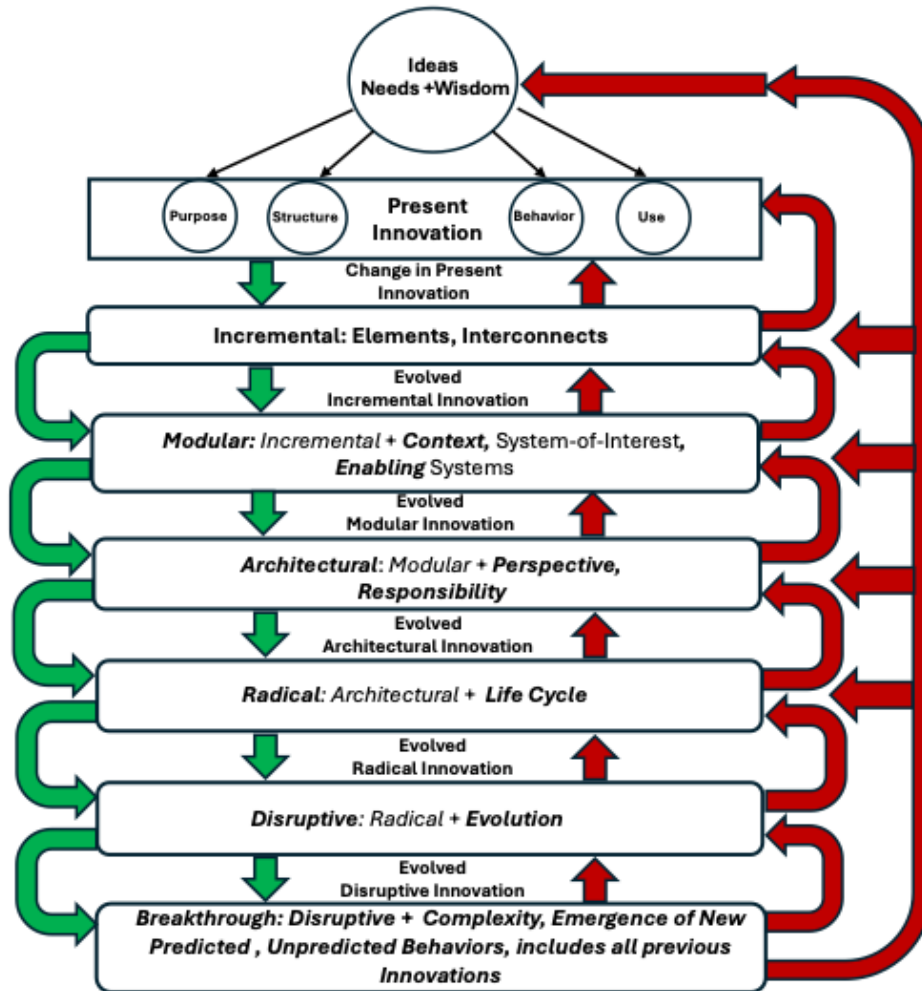 Ideas
Needs +Wisdom
Purpose
Structure
Present
Innovation
Behavior
Use
Change in Present
Innovation
Incremental: Elements, Interconnects
Evolved
Incremental Innovation
Modular: Incremental + Context, System-of-Interest,
Enabling Systems
Evolved
Modular Innovation
Architectural: Modular + Perspective,
Responsibility
Evolved
Architectural Innovation
Radical: Architectural + Life Cycle
Evolved
Radical Innovation
Disruptive: Radical + Evolution
Evolved
Disruptive Innovation
Breakthrough: Disruptive + Complexity, Emergence of New
Predicted , Unpredicted Behaviors, includes all previous
Innovations